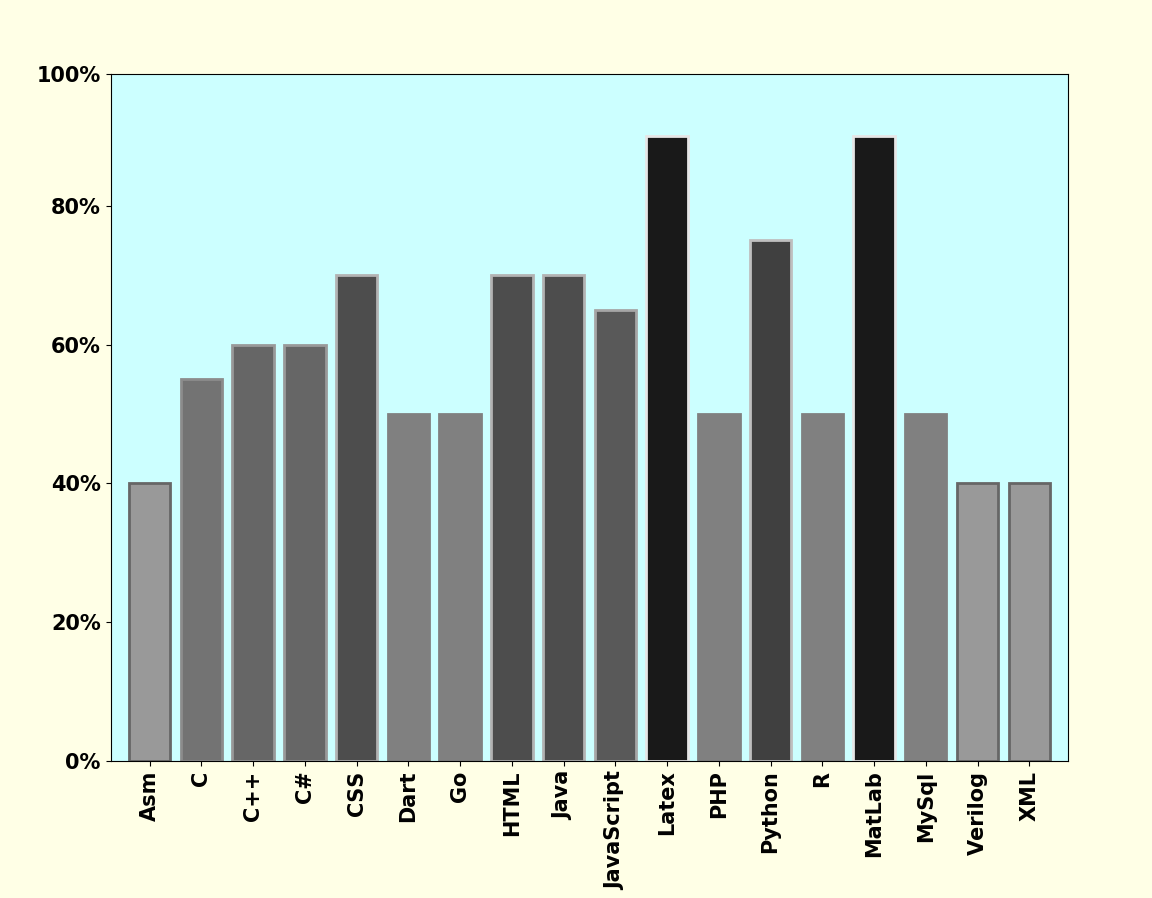 100%
80%
60%
40%
20%
0%
Asm
C
C++
C#
CSS
Dart
Go
HTML
Java
JavaScript
Latex
PHP
Python
R
MatLab
MySql
Verilog
XML